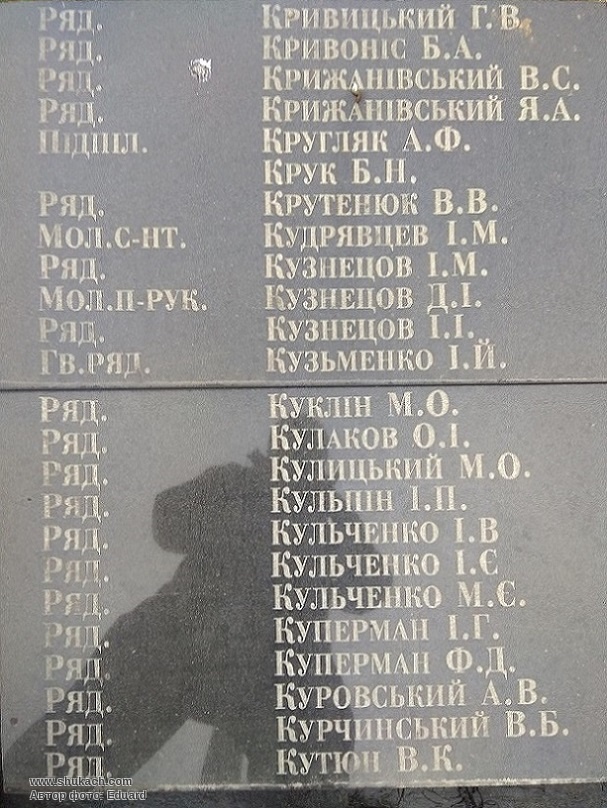 Ряд. Кривицький Г.В.
Ряд. Кривоніс Б.А.
Ряд. Крижанівський В.С.
Ряд. Крижанівський Я.А.
Підпіл. Кругляк А.Ф.
Крук Б.Н.
Ряд. Крутенюк В.В.
Мол.с-нт. Кудрявцев І.М.
Ряд. Кузнецов І.М.
Мол.п-рук. Кузнецов Д.І.
Ряд. Кузнецов І.І.
Гв.ряд. Кузьменко І.Й.
Ряд. Куклін М.О.
Ряд. Кулаков О.І.
Ряд. Кулицький М.О.
Ряд. Кульпін І.П.
Ряд. Кульченко І.В
Ряд. Кульченко І.Є
Ряд. Кульченко М.Є.
Ряд. Куперман І.Г.
Ряд. Куперман Ф.Д.
Ряд. Куровський А.В.
Ряд. Курчинський В.Б.
Ряд. Кутюн В.К.
www.shukach.com
Автор фото: Eduard